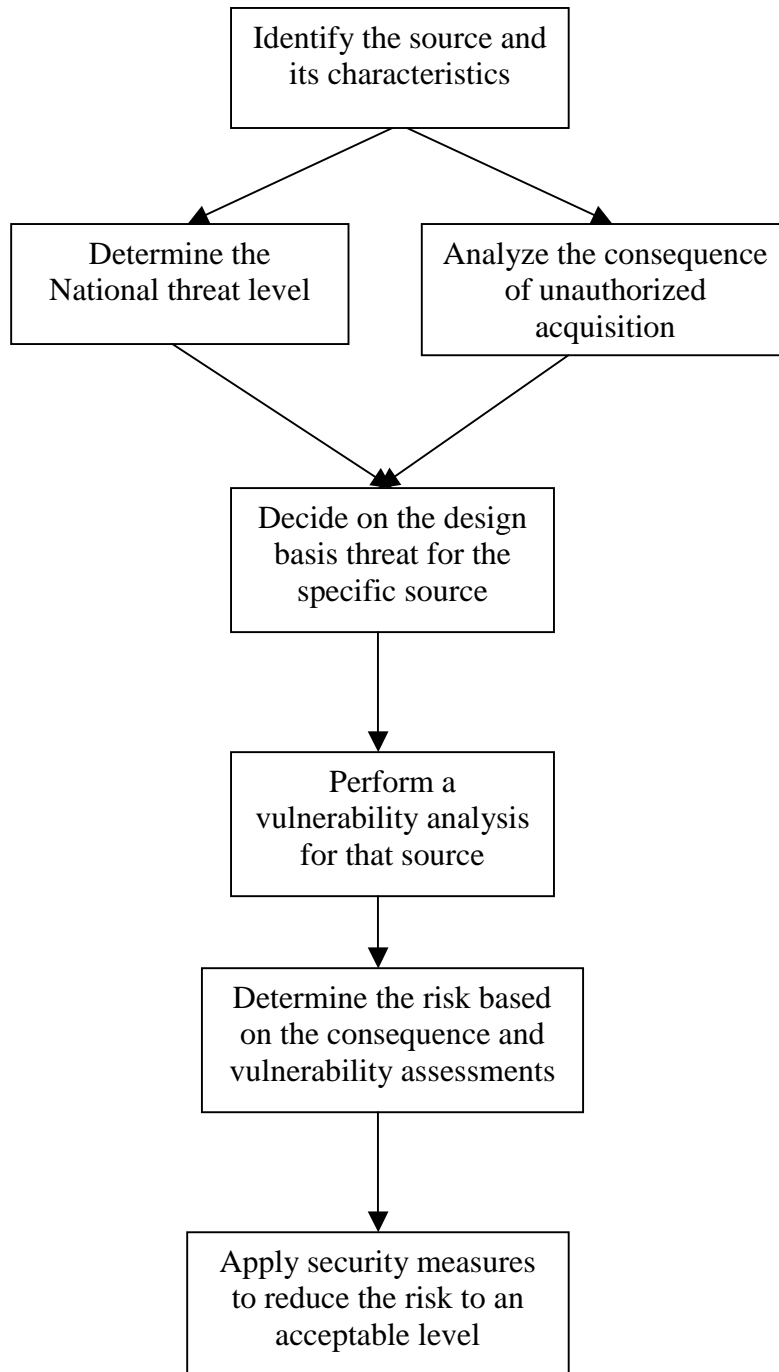 Identify the source and
its characteristics
Determine the
National threat level
Analyze the consequence
of unauthorized
acquisition
Decide on the design
basis threat for the
specific source
Perform a
vulnerability analysis
for that source
Determine the risk based
on the consequence and
vulnerability assessments
Apply security measures
to reduce the risk to an
acceptable level